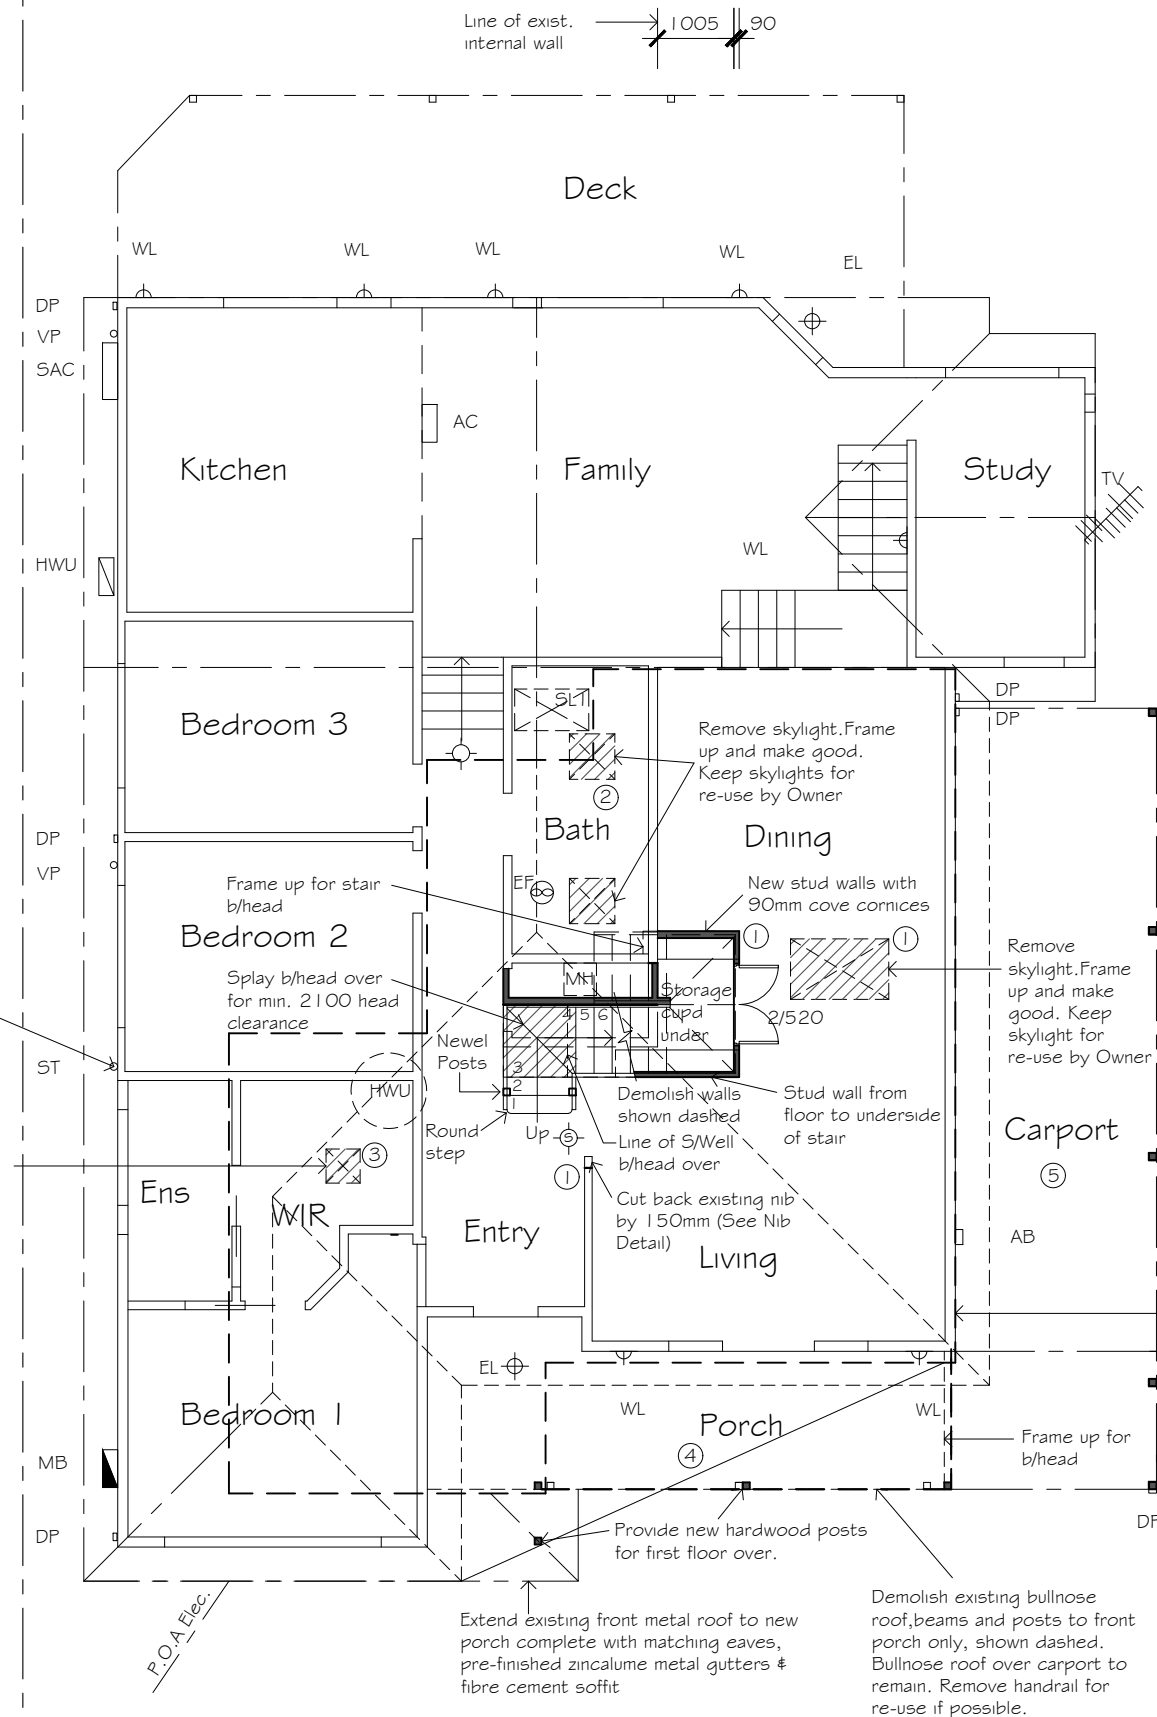 Line of exist.
internal wall
1005
90
Deck
WL
WL
WL
WL
EL
DP
VP
SAC
AC
Kitchen
Family
Study
TV
HWU
WL
DP
DP
SL1
Bedroom 3
Remove skylight.Frame
up and make good.
Keep skylights for
re-use by Owner
2
Bath
Dining
DP
VP
EF
Frame up for stair
b/head
New stud walls with
90mm cove cornices
Bedroom 2
1
1
Remove
skylight.Frame
up and make
good. Keep
skylight for
re-use by Owner
Splay b/head over
for min. 2100 head
clearance
MH
Storage
cup'd
under
2/520
4 5 6
3
2
1
Newel
Posts
ST
HWU
Demolish walls
shown dashed
Stud wall from
floor to underside
of stair
Round
step
Up
S
Line of S/Well
b/head over
Carport
5
3
1
Ens
WIR
Cut back existing nib
by 150mm (See Nib
Detail)
Entry
Living
AB
EL
WL
WL
Bedroom 1
Porch
4
Frame up for
b/head
MB
DP
DP
Provide new hardwood posts
for first floor over.
P.O.A Elec.
Extend existing front metal roof to new
porch complete with matching eaves,
pre-finished zincalume metal gutters &
fibre cement soffit
Demolish existing bullnose
roof,beams and posts to front
porch only, shown dashed.
Bullnose roof over carport to
remain. Remove handrail for
re-use if possible.